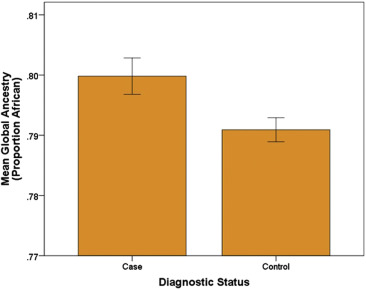 Mean Global Ancestry
(Proportion African)
.81
.80
.79
.78
.77
Case
Control
Diagnostic Status